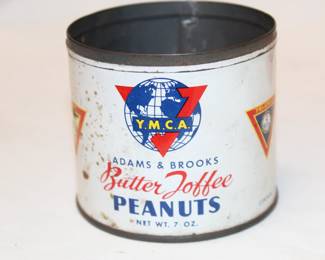 Y.M.C.A.
ADAMS & BROOKS
Butter Toffee
PEANUTS
NET WT. 7 OZ.